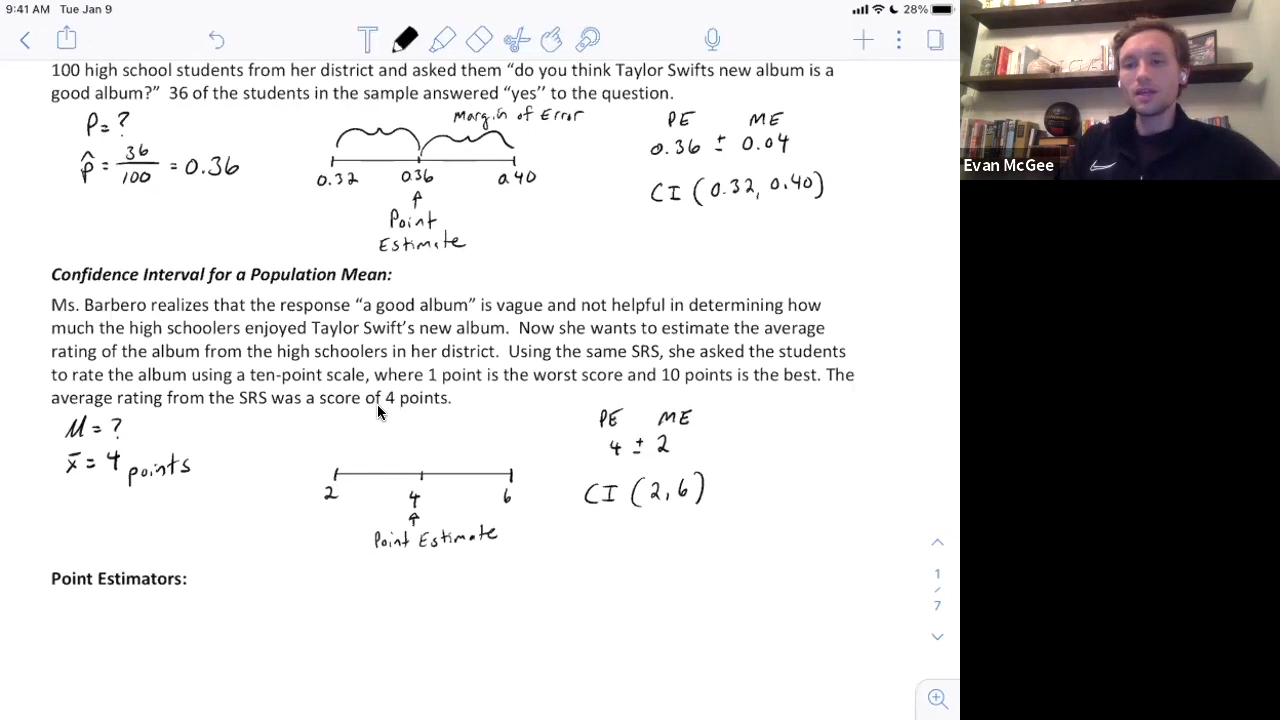 9:41 AM Tue Jan 9
28%
100 high school students from her district and asked them “do you think Taylor Swifts new album is a
good album?” 36 of the students in the sample answered “yes” to the question.
P = ?
p̂ = 36/100 = 0.36
Margin of Error
0.32 0.36 0.40
Point
Estimate
PE ME
0.36 ± 0.04
CI (0.32, 0.40)
Evan McGee
Confidence Interval for a Population Mean:
Ms. Barbero realizes that the response “a good album” is vague and not helpful in determining how
much the high schoolers enjoyed Taylor Swift’s new album. Now she wants to estimate the average
rating of the album from the high schoolers in her district. Using the same SRS, she asked the students
to rate the album using a ten-point scale, where 1 point is the worst score and 10 points is the best. The
average rating from the SRS was a score of 4 points.
M = ?
x̄ = 4 points
2 4 6
Point Estimate
PE ME
4 ± 2
CI (2, 6)
Point Estimators:
1
/
7